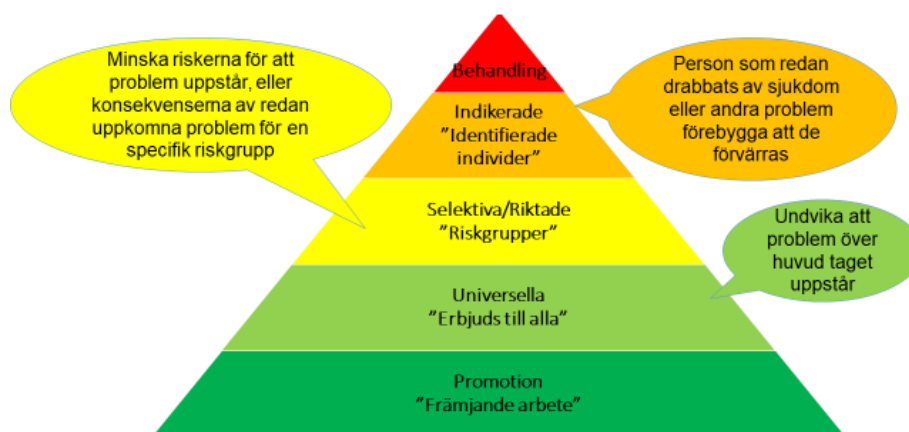 Minska riskerna för att
problem uppstår, eller
konsekvenserna av redan
uppkomna problem för en
specifik riskgrupp
Behandling
Person som redan
drabbats av sjukdom
eller andra problem
förebygga att de
förvärras
Indikerade
”Identifierade
individer”
Selektiva/Riktade
”Riskgrupper”
Undvika att
problem över
huvud taget
uppstår
Universella
”Erbjuds till alla”
Promotion
”Främjande arbete”